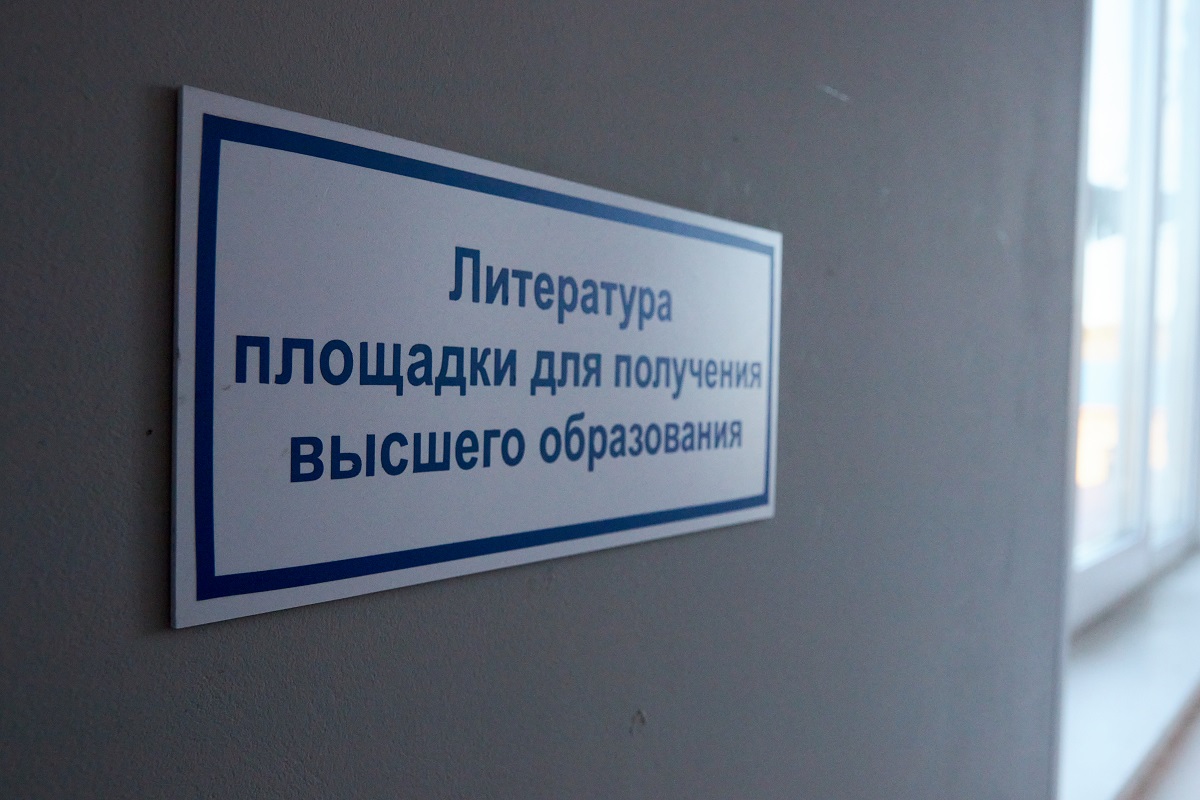 Литература
площадки для получения
высшего образования